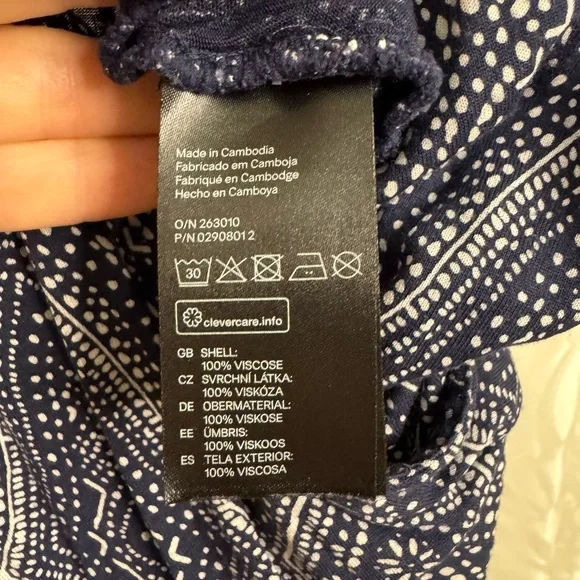 Made in Cambodia
Fabricado em Camboja
Fabriqué en Cambodge
Hecho en Camboya
O/N 263010
P/N 02908012
30
clevercare.info
GB SHELL:
100% VISCOSE
CZ SVRCHNÍ LÁTKA:
100% VISKÓZA
DE OBERMATERIAL:
100% VISKOSE
EE ÜMBRIS:
100% VISKOOS
ES TELA EXTERIOR:
100% VISCOSA